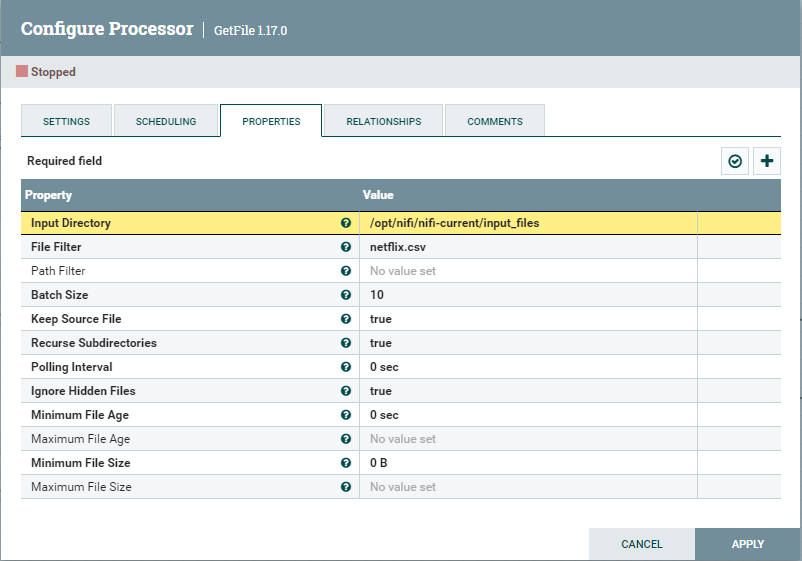 Configure Processor | GetFile 1.17.0
Stopped
SETTINGS SCHEDULING PROPERTIES RELATIONSHIPS COMMENTS
Required field
Property Value
Input Directory /opt/nifi/nifi-current/input_files
File Filter netflix.csv
Path Filter No value set
Batch Size 10
Keep Source File true
Recurse Subdirectories true
Polling Interval 0 sec
Ignore Hidden Files true
Minimum File Age 0 sec
Maximum File Age No value set
Minimum File Size 0 B
Maximum File Size No value set
CANCEL APPLY